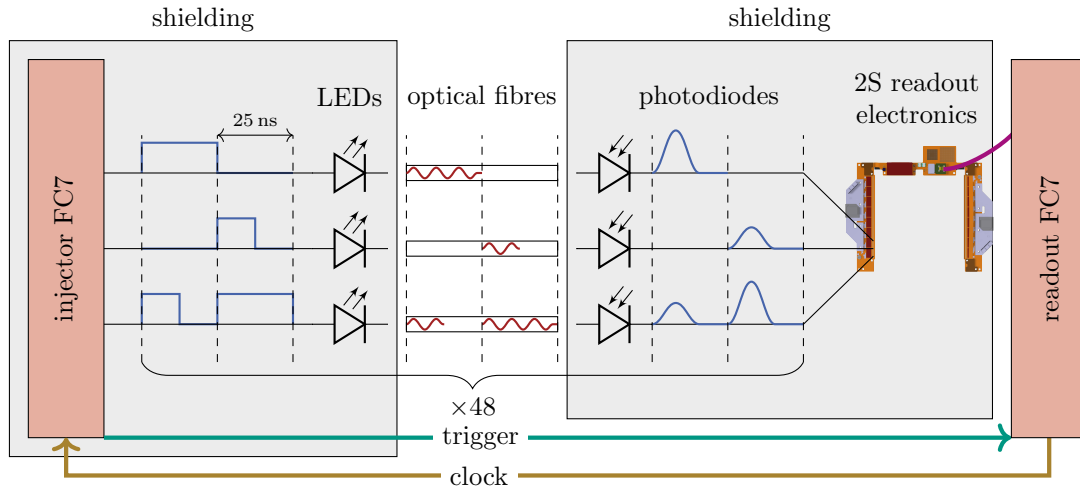 shielding
shielding
LEDs
optical fibres
photodiodes
2S readout
electronics
25 ns
injector FC7
readout FC7
×48
trigger
clock